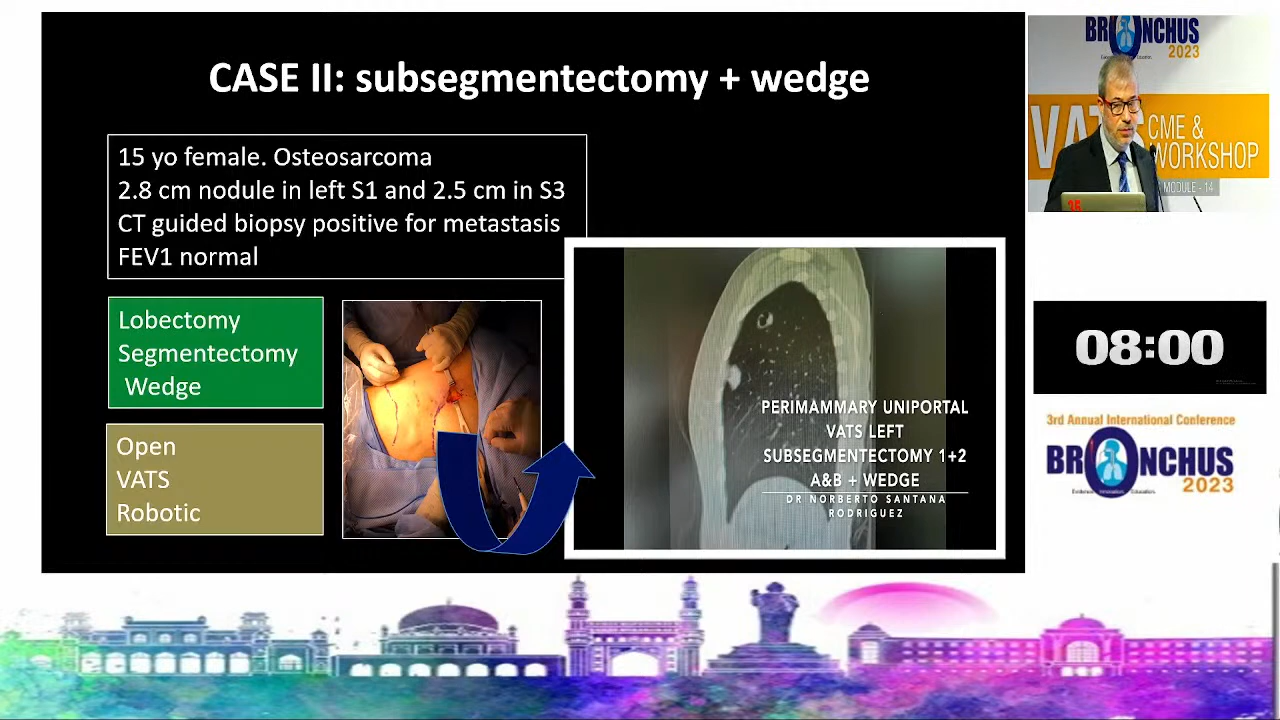 CASE II: subsegmentectomy + wedge
15 yo female. Osteosarcoma
2.8 cm nodule in left S1 and 2.5 cm in S3
CT guided biopsy positive for metastasis
FEV1 normal
Lobectomy
Segmentectomy
Wedge
Open
VATS
Robotic
PERIMAMMARY UNIPORTAL
VATS LEFT
SUBSEGMENTECTOMY 1+2
A&B + WEDGE
DR NORBERTO SANTANA
RODRIGUEZ
BRONCHUS
2023
VATS
CME &
WORKSHOP
MODULE - 14
35
08:00
3rd Annual International Conference
BRONCHUS
2023